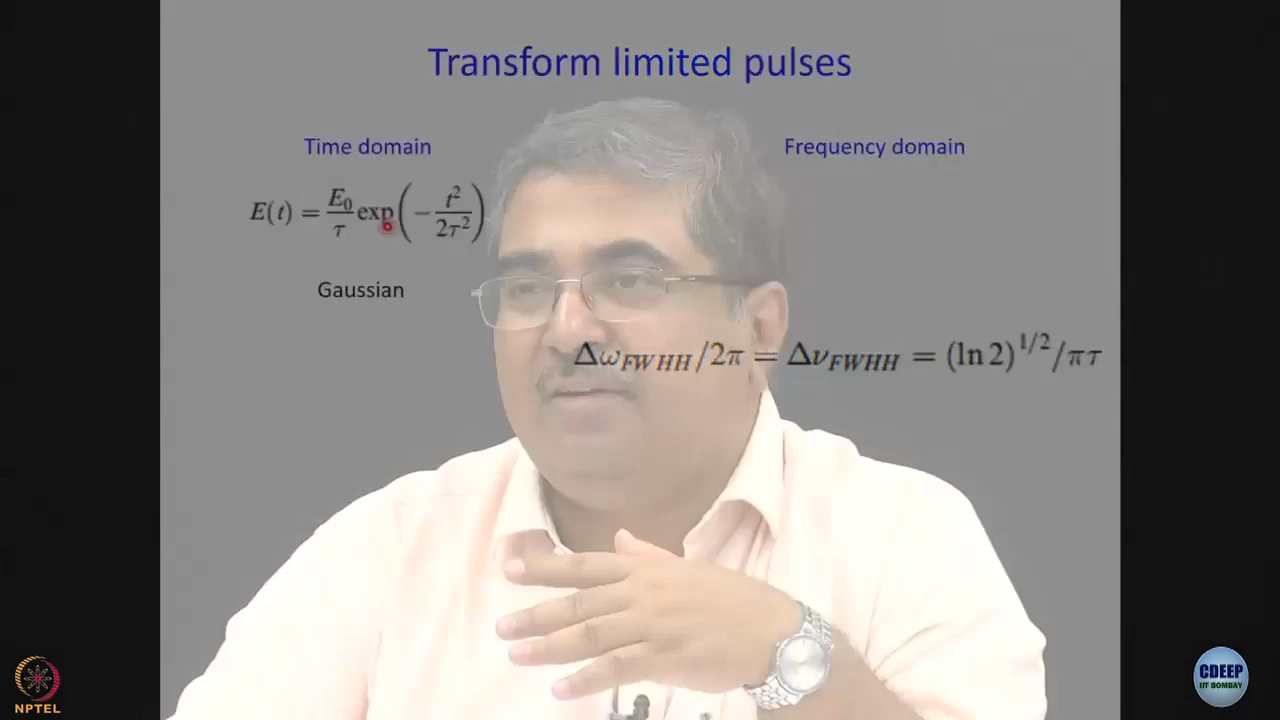 Transform limited pulses
Time domain
Frequency domain
E(t) = E₀/τ exp(−t²/2τ²)
Gaussian
Δω_FWHH/2π = Δν_FWHH = (ln 2)^1/2/πτ
NPTEL
CDEEP
IIT BOMBAY